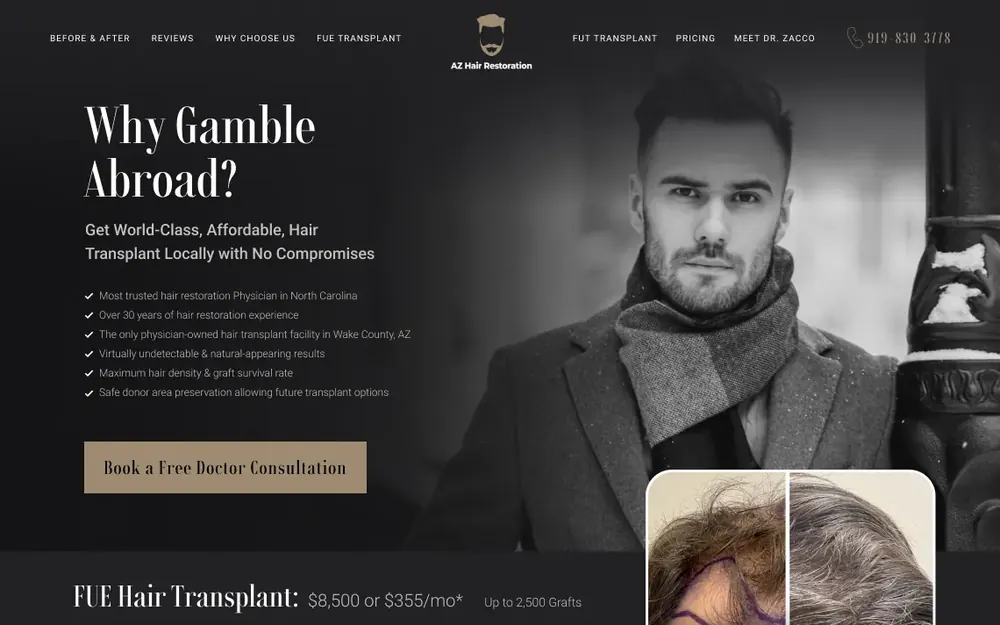 BEFORE & AFTER
REVIEWS
WHY CHOOSE US
FUE TRANSPLANT
AZ Hair Restoration
FUT TRANSPLANT
PRICING
MEET DR. ZACCO
919-830-3778
Why Gamble
Abroad?
Get World-Class, Affordable, Hair
Transplant Locally with No Compromises
Most trusted hair restoration Physician in North Carolina
Over 30 years of hair restoration experience
The only physician-owned hair transplant facility in Wake County, AZ
Virtually undetectable & natural-appearing results
Maximum hair density & graft survival rate
Safe donor area preservation allowing future transplant options
Book a Free Doctor Consultation
FUE Hair Transplant: $8,500 or $355/mo* Up to 2,500 Grafts